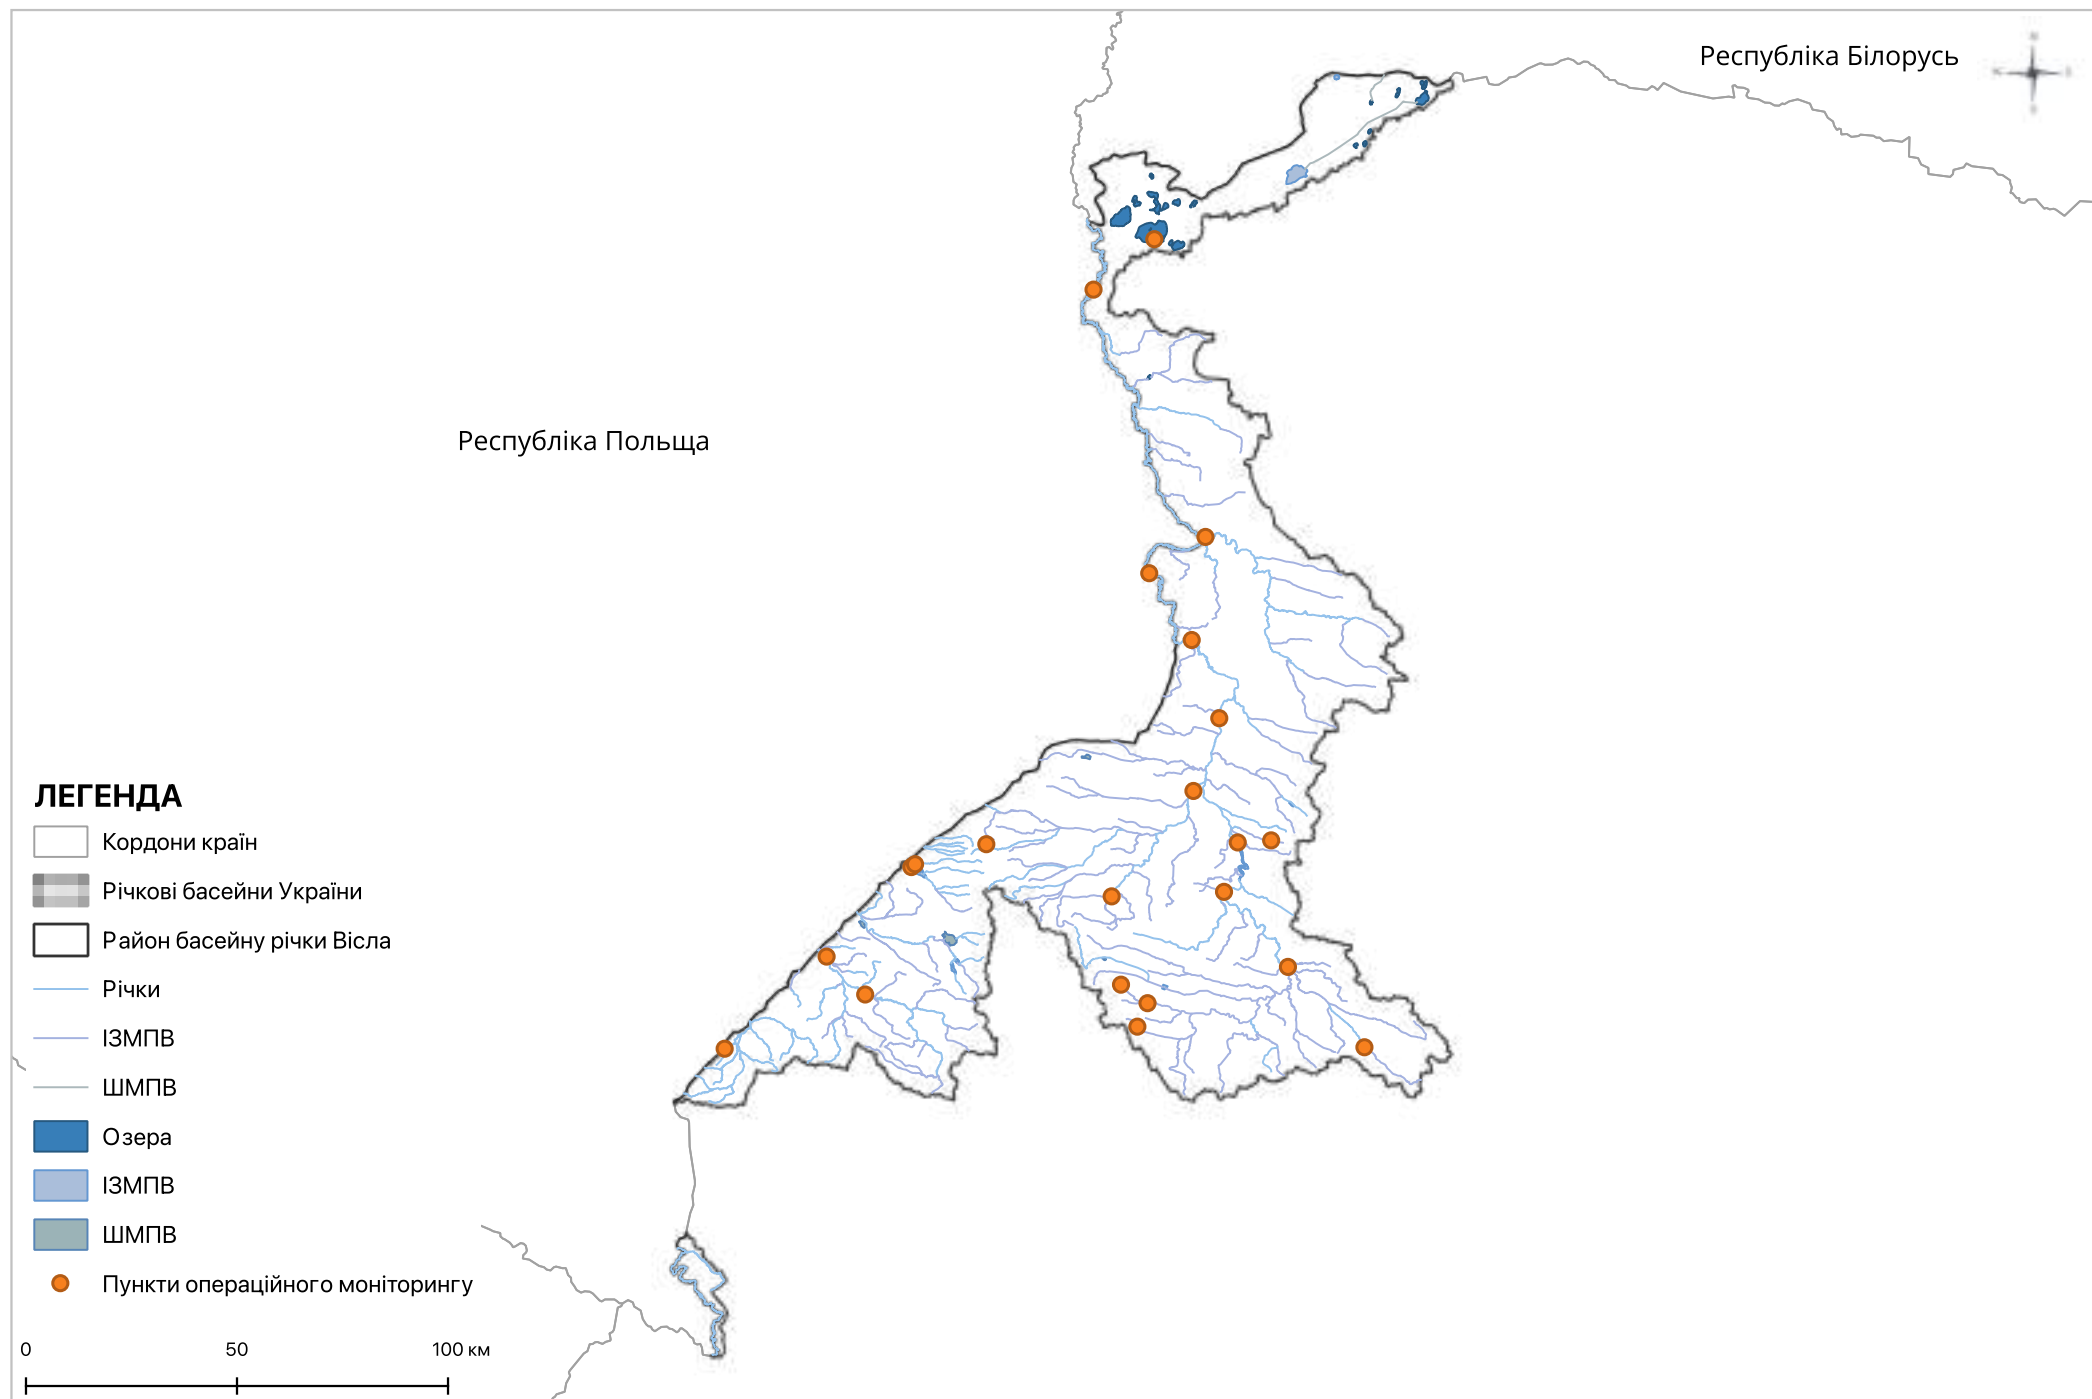 Республіка Білорусь
Республіка Польща
ЛЕГЕНДА
Кордони країн
Річкові басейни України
Район басейну річки Вісла
Річки
ІЗМПВ
ШМПВ
Озера
ІЗМПВ
ШМПВ
Пункти операційного моніторингу
0 50 100 км